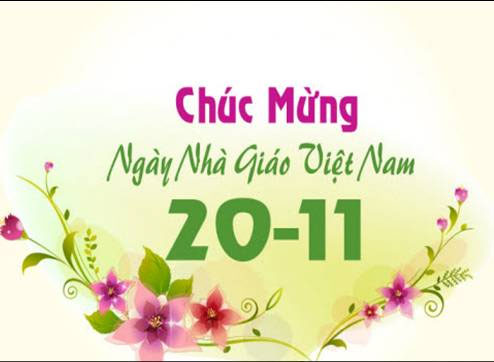 Chúc Mừng
Ngày Nhà Giáo Việt Nam
20-11